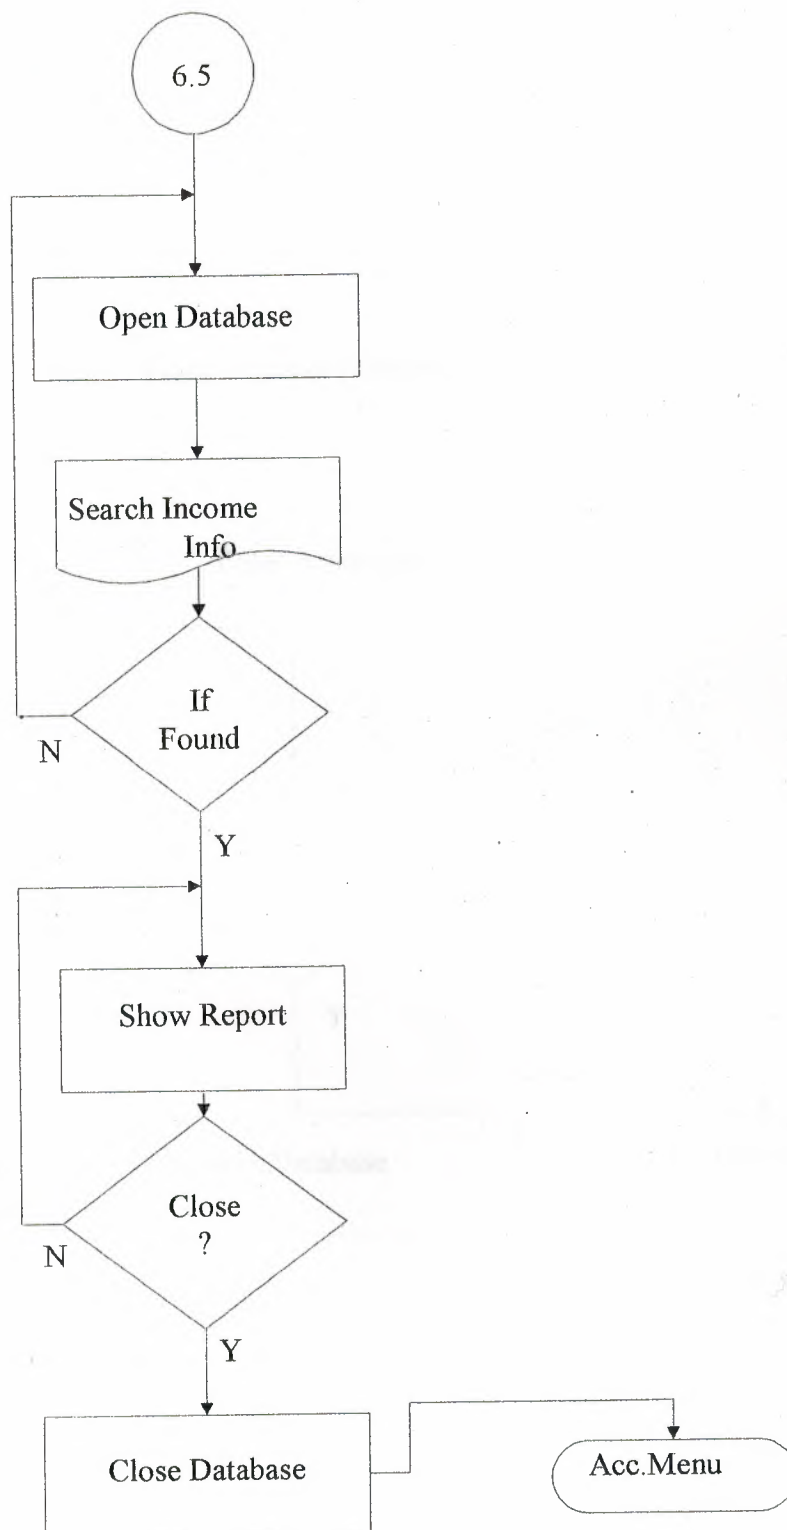 6.5
Open Database
Search Income
Info
If
Found
N
Y
Show Report
Close
?
N
Y
Close Database
Acc.Menu